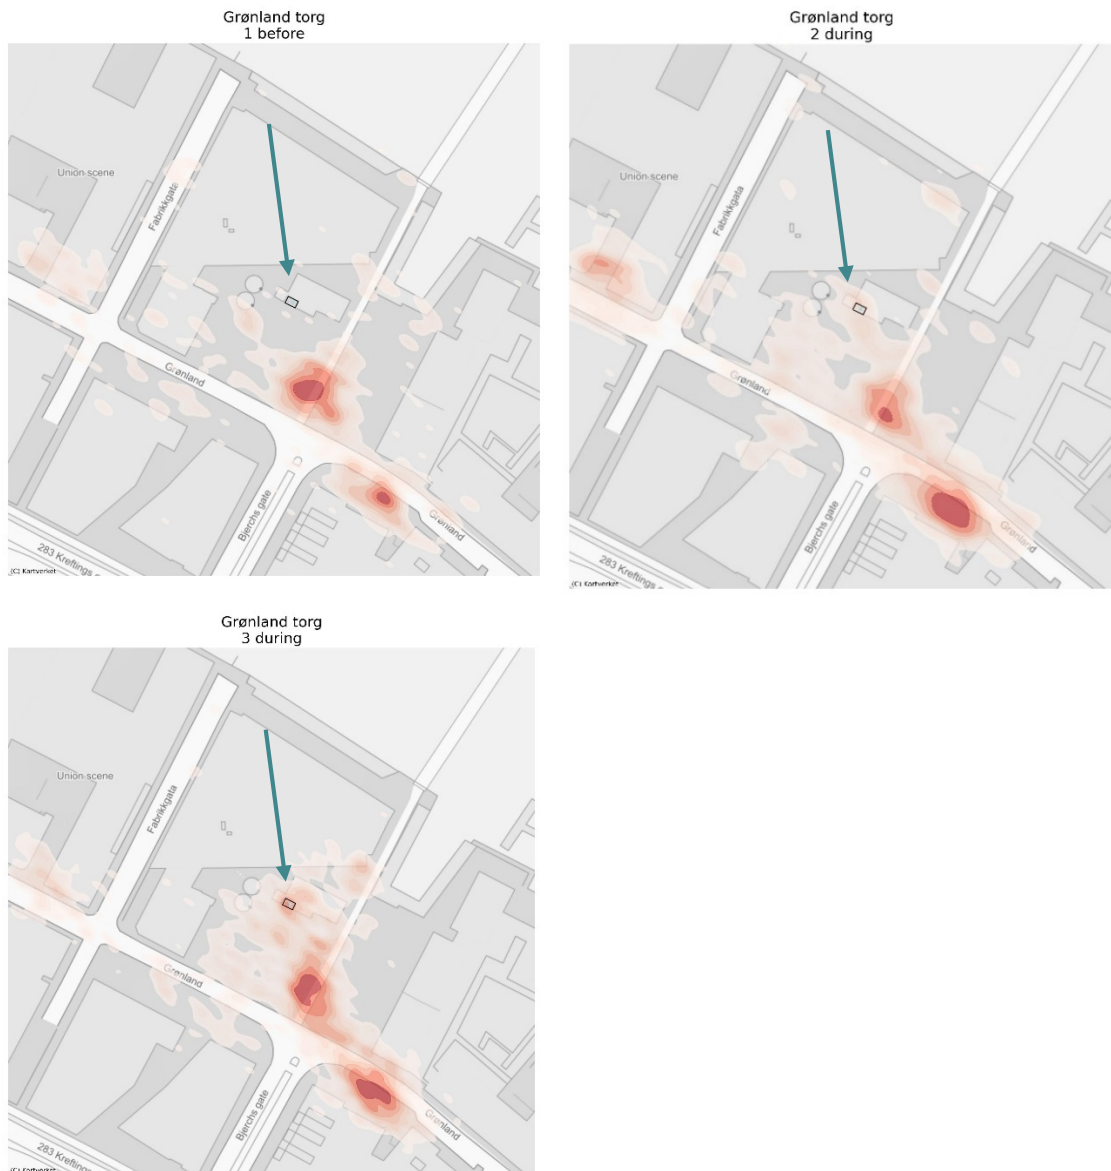 Grønland torg
1 before
Union scene
Fabrikkgata
Grønland
Bjerchs gate
Grønland
283 Kreftings
(C) Kartverket
Grønland torg
2 during
Union scene
Fabrikkgata
Grønland
Bjerchs gate
Grønland
283 Kreftings
(C) Kartverket
Grønland torg
3 during
Union scene
Fabrikkgata
Grønland
Bjerchs gate
Grønland
283 Kreftings
(C) Kartverket